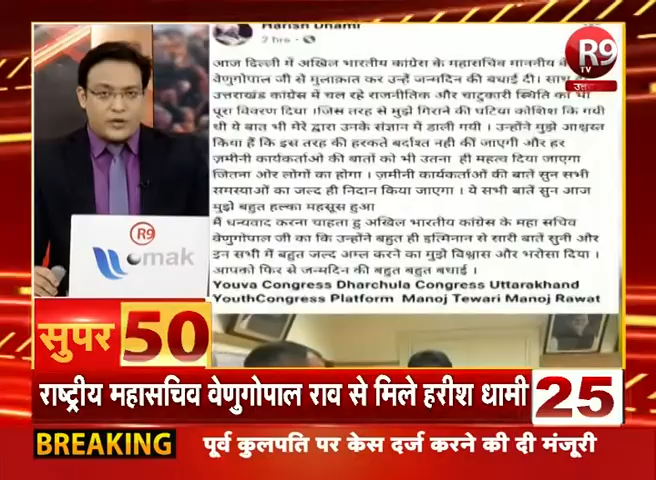 Harish Dhami
2 hrs
आज दिल्ली में अखिल भारतीय कांग्रेस के महासचिव माननीय
वेणुगोपाल जी से मुलाक़ात कर उन्हें जन्मदिन की बधाई दी। साथ
उत्तराखंड कांग्रेस में चल रहे राजनीतिक और चाटुकारी स्थिति का भी
पूरा विवरण दिया ।जिस तरह से मुझे गिराने की घटिया कोशिश कि गयी
थी ये बात भी मेरे द्वारा उनके संज्ञान में डाली गयी । उन्होंने मुझे आश्वस्त
किया हैं कि इस तरह की हरकते बर्दाश्त नही की जाएगी और हर
ज़मीनी कार्यकर्ताओ की बातों को भी उतना ही महत्व दिया जाएगा
जितना ओर लोगों का होगा । ज़मीनी कार्यकर्ताओं की बातें सुन सभी
समस्याओं का जल्द ही निदान किया जाएगा । ये सभी बातें सुन आज
मुझे बहुत हल्का महसूस हुआ
मैं धन्यवाद करना चाहता हू अखिल भारतीय कांग्रेस के महा सचिव
वेणुगोपाल जी का कि उन्होंने बहुत ही इत्मिनान से सारी बातें सुनी और
इन सभी में बहुत जल्द अमल करने का मुझे विश्वास और भरोसा दिया ।
आपको फिर से जन्मदिन की बहुत बहुत बधाई ।
Youva Congress Dharchula Congress Uttarakhand
YouthCongress Platform Manoj Tewari Manoj Rawat
R9
TV
R9
omak
सुपर 50
राष्ट्रीय महासचिव वेणुगोपाल राव से मिले हरीश धामी 25
BREAKING पूर्व कुलपति पर केस दर्ज करने की दी मंजूरी